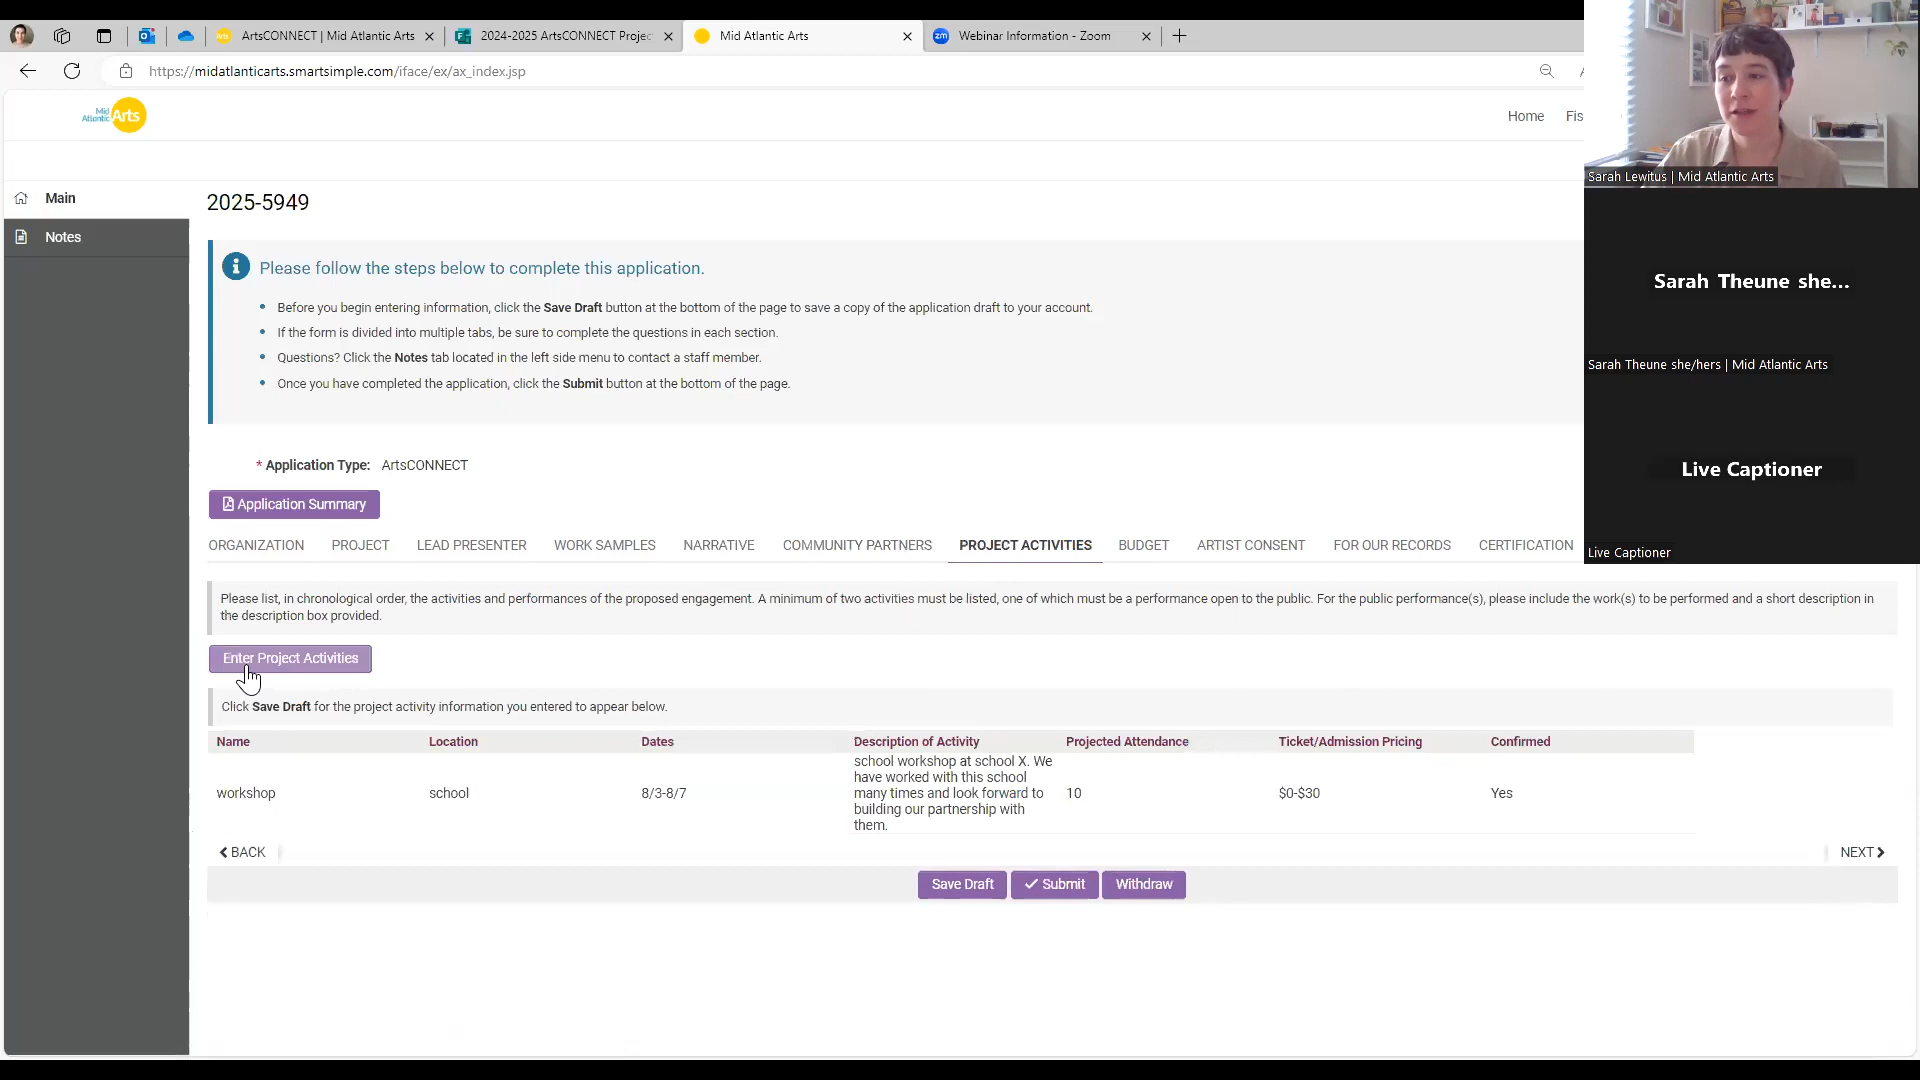 ArtsCONNECT | Mid Atlantic Arts
2024-2025 ArtsCONNECT Projec
Mid Atlantic Arts
zm
Webinar Information - Zoom
https://midatlanticarts.smartsimple.com/iface/ex/ax_index.jsp
Mid
Atlantic
Arts
Home
Fis
Main
Notes
2025-5949
Please follow the steps below to complete this application.
Before you begin entering information, click the Save Draft button at the bottom of the page to save a copy of the application draft to your account.
If the form is divided into multiple tabs, be sure to complete the questions in each section.
Questions? Click the Notes tab located in the left side menu to contact a staff member.
Once you have completed the application, click the Submit button at the bottom of the page.
* Application Type: ArtsCONNECT
Application Summary
ORGANIZATION PROJECT LEAD PRESENTER WORK SAMPLES NARRATIVE COMMUNITY PARTNERS PROJECT ACTIVITIES BUDGET ARTIST CONSENT FOR OUR RECORDS CERTIFICATION
Please list, in chronological order, the activities and performances of the proposed engagement. A minimum of two activities must be listed, one of which must be a performance open to the public. For the public performance(s), please include the work(s) to be performed and a short description in
the description box provided.
Enter Project Activities
Click Save Draft for the project activity information you entered to appear below.
Name Location Dates Description of Activity Projected Attendance Ticket/Admission Pricing Confirmed
workshop school 8/3-8/7
school workshop at school X. We
have worked with this school
many times and look forward to
building our partnership with
them.
10 $0-$30 Yes
BACK
NEXT
Save Draft Submit Withdraw
Sarah Lewitus | Mid Atlantic Arts
Sarah Theune she...
Sarah Theune she/hers | Mid Atlantic Arts
Live Captioner
Live Captioner